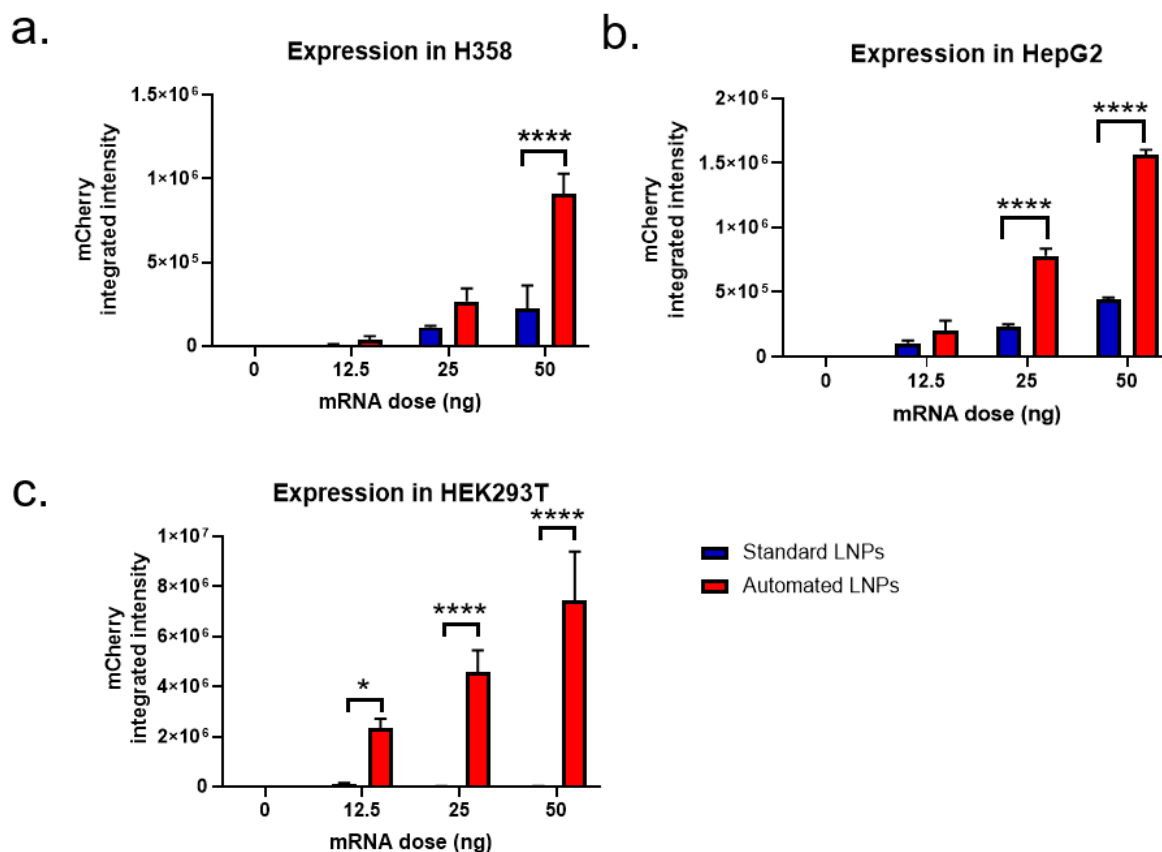 a.
Expression in H358
mCherry
integrated intensity
1.5×10⁶
1×10⁶
5×10⁵
0
****
0 12.5 25 50
mRNA dose (ng)
b.
Expression in HepG2
mCherry
integrated intensity
2×10⁶
1.5×10⁶
1×10⁶
5×10⁵
0
****
****
0 12.5 25 50
mRNA dose (ng)
c.
Expression in HEK293T
mCherry
integrated intensity
1×10⁷
8×10⁶
6×10⁶
4×10⁶
2×10⁶
0
*
****
****
0 12.5 25 50
mRNA dose (ng)
Standard LNPs
Automated LNPs